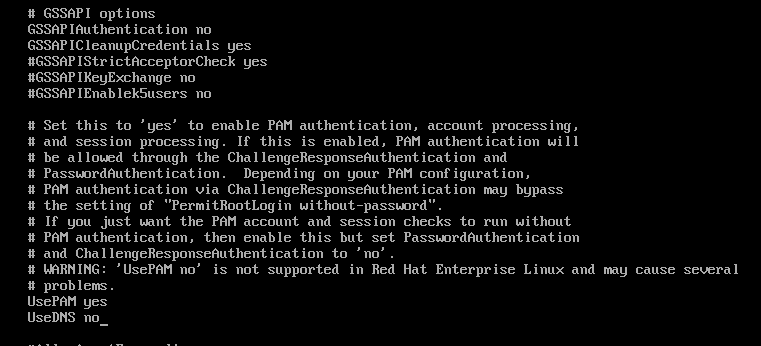 # GSSAPI options
GSSAPIAuthentication no
GSSAPICleanupCredentials yes
#GSSAPIStrictAcceptorCheck yes
#GSSAPIKeyExchange no
#GSSAPIEnablek5users no
# Set this to 'yes' to enable PAM authentication, account processing,
# and session processing. If this is enabled, PAM authentication will
# be allowed through the ChallengeResponseAuthentication and
# PasswordAuthentication.  Depending on your PAM configuration,
# PAM authentication via ChallengeResponseAuthentication may bypass
# the setting of "PermitRootLogin without-password".
# If you just want the PAM account and session checks to run without
# PAM authentication, then enable this but set PasswordAuthentication
# and ChallengeResponseAuthentication to 'no'.
# WARNING: 'UsePAM no' is not supported in Red Hat Enterprise Linux and may cause several
# problems.
UsePAM yes
UseDNS no